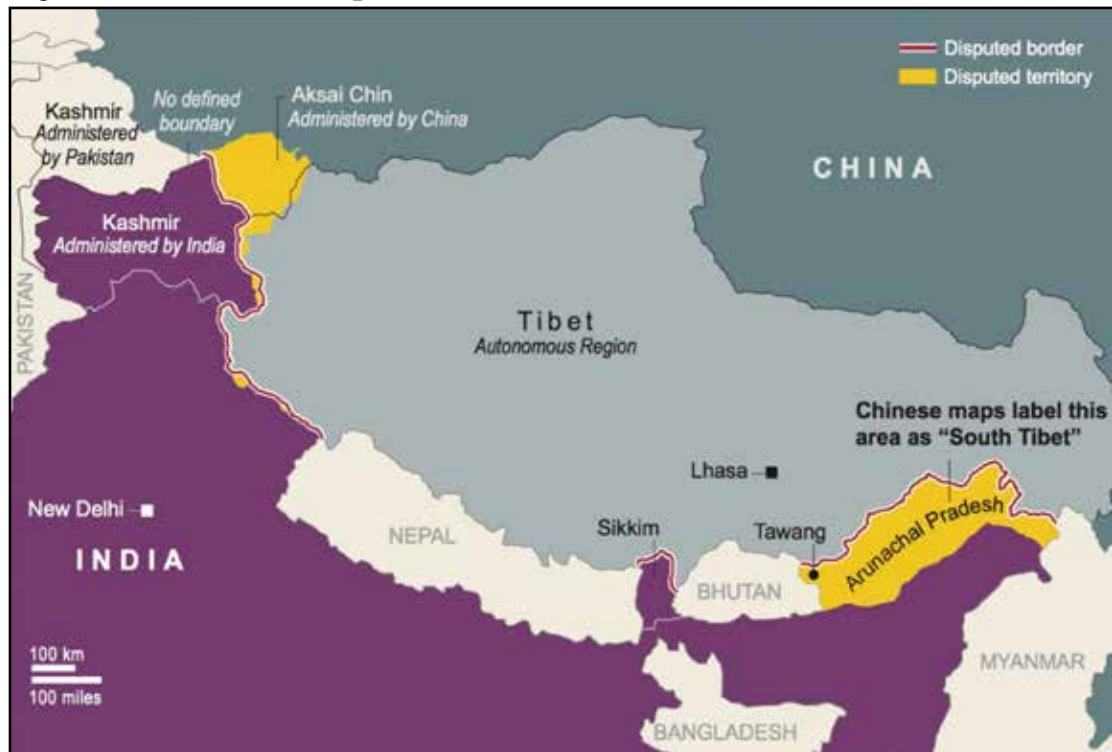 Disputed border
Disputed territory
Kashmir
Administered
by Pakistan
No defined
boundary
Aksai Chin
Administered by China
CHINA
Kashmir
Administered by India
PAKISTAN
Tibet
Autonomous Region
Chinese maps label this
area as “South Tibet”
Lhasa
New Delhi
NEPAL
Sikkim
Tawang
Arunachal Pradesh
INDIA
BHUTAN
100 km
100 miles
MYANMAR
BANGLADESH